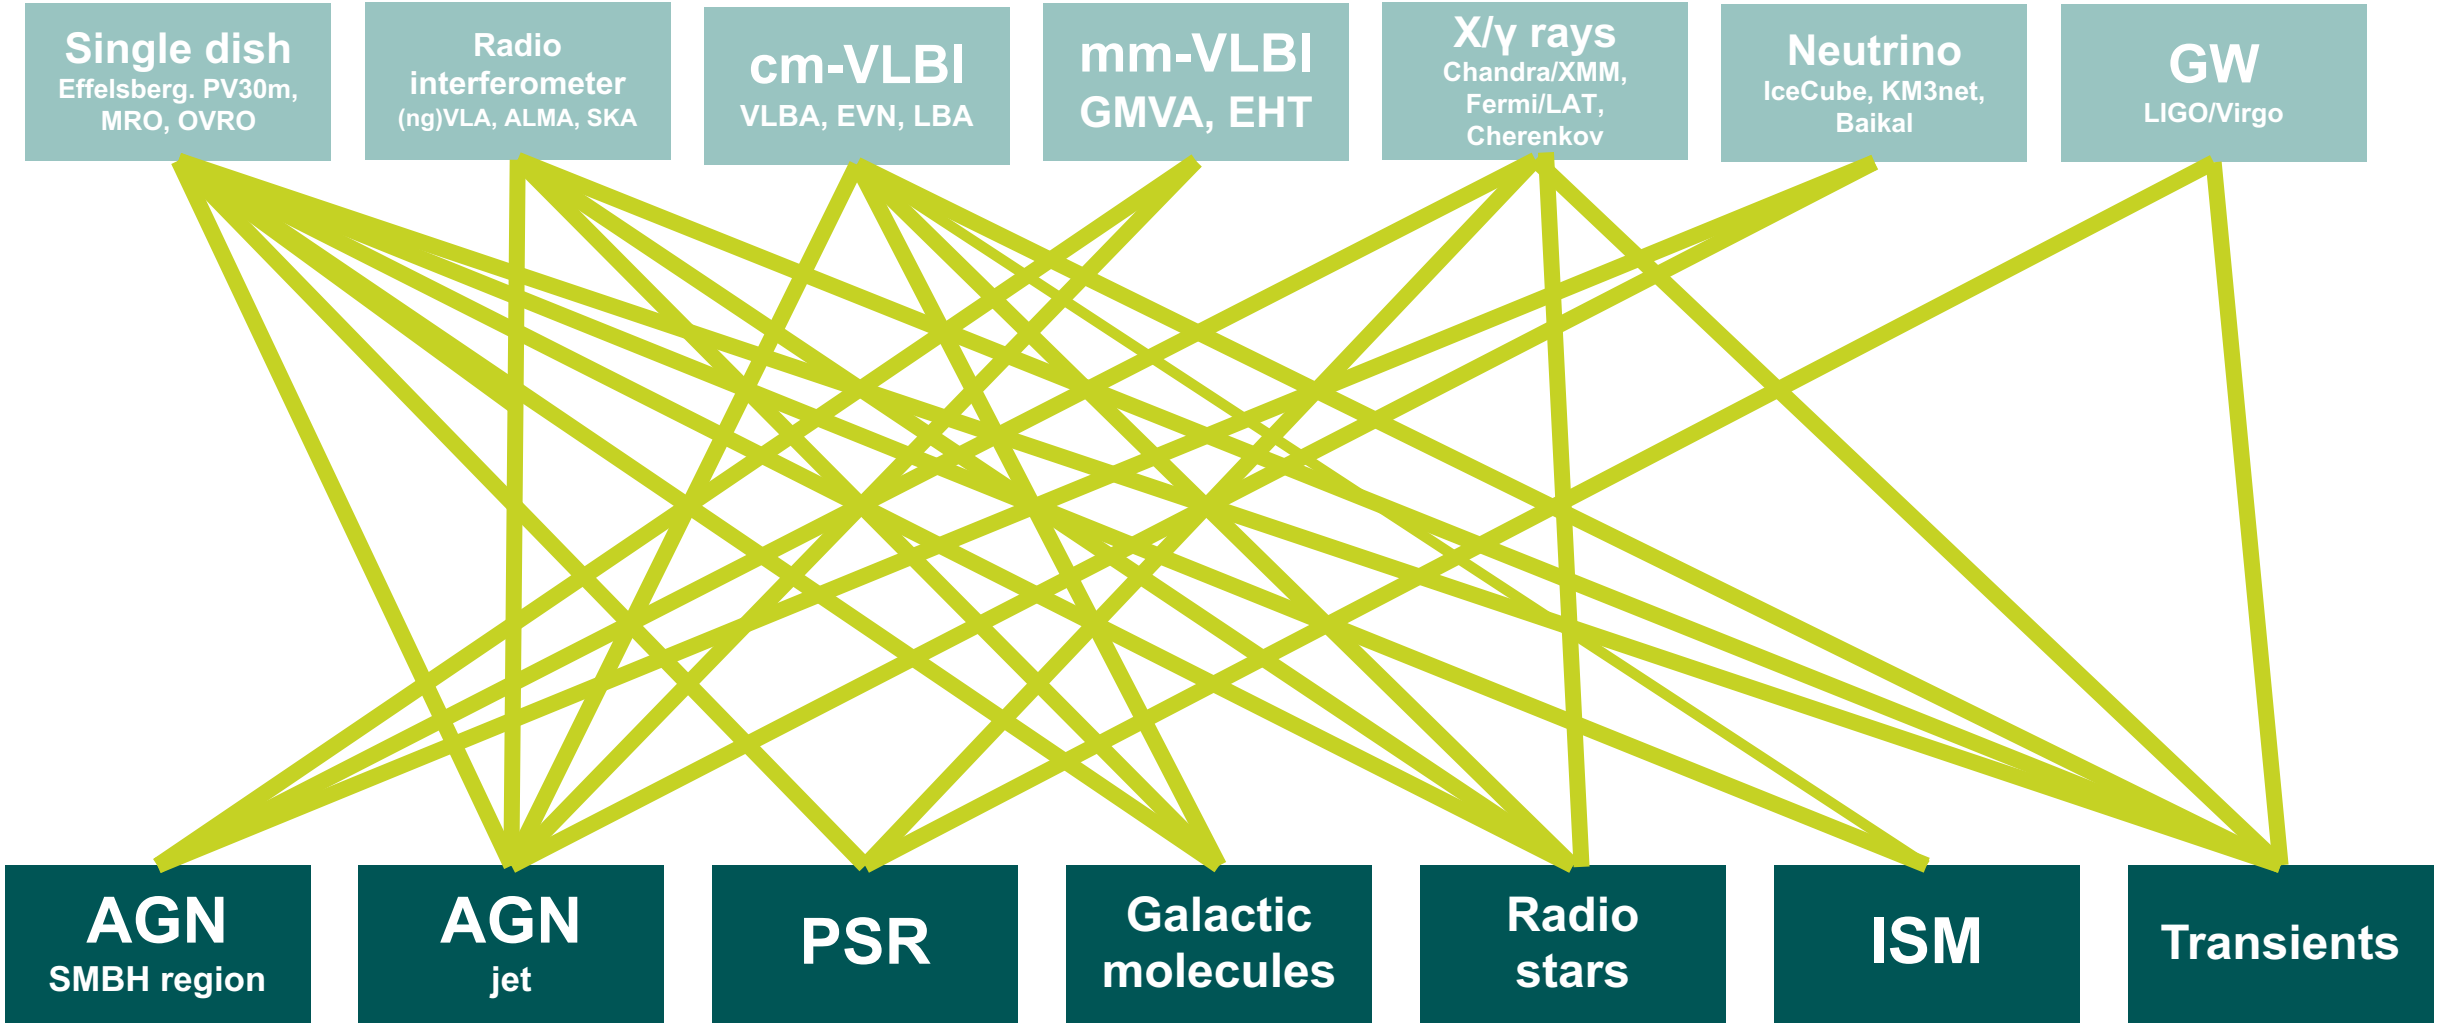 Single dish
Effelsberg. PV30m,
MRO, OVRO
Radio
interferometer
(ng)VLA, ALMA, SKA
cm-VLBI
VLBA, EVN, LBA
mm-VLBI
GMVA, EHT
X/γ rays
Chandra/XMM,
Fermi/LAT,
Cherenkov
Neutrino
IceCube, KM3net,
Baikal
GW
LIGO/Virgo
AGN
SMBH region
AGN
jet
PSR
Galactic
molecules
Radio
stars
ISM
Transients